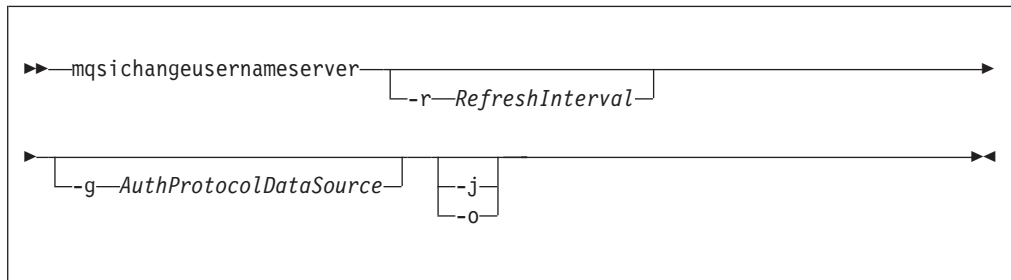 mqsichangeusernameserver
-r RefreshInterval
-g AuthProtocolDataSource
-j
-o